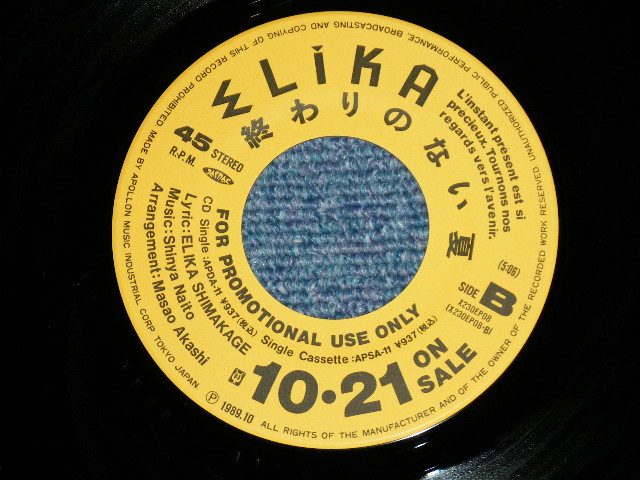 ELiKA
終わりのない夏
L'instant present est si
précieux. Tournons nos
regards vers l'avenir.
(5:06)
45
R.P.M.
STEREO
SIDE B
X230EP08
(X230EP08-B)
FOR PROMOTIONAL USE ONLY
CD Single:APDA-11 ¥937(税込) Single Cassette:APSA-11 ¥937(税込)
Lyric:ELIKA SHIMAKAGE
Music:Shinya Naito
Arrangement:Masao Akashi
10·21 ON
SALE
Ⓟ1989.10
ALL RIGHTS OF THE MANUFACTURER AND OF THE OWNER OF THE RECORDED WORK RESERVED UNAUTHORIZED PUBLIC PERFORMANCE, BROADCASTING AND COPYING OF THIS RECORD PROHIBITED. MADE BY APOLLON MUSIC INDUSTRIAL CORP. TOKYO JAPAN